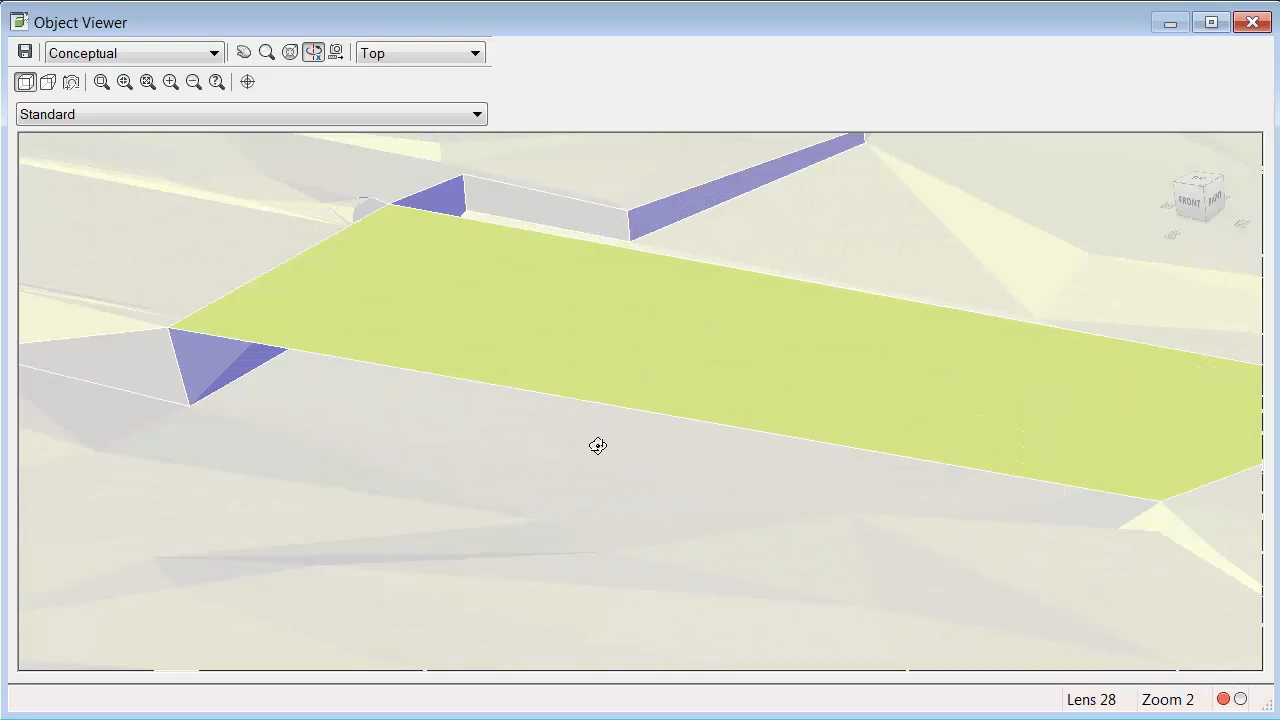 Object Viewer
Conceptual
Top
Standard
FRONT
Lens 28
Zoom 2